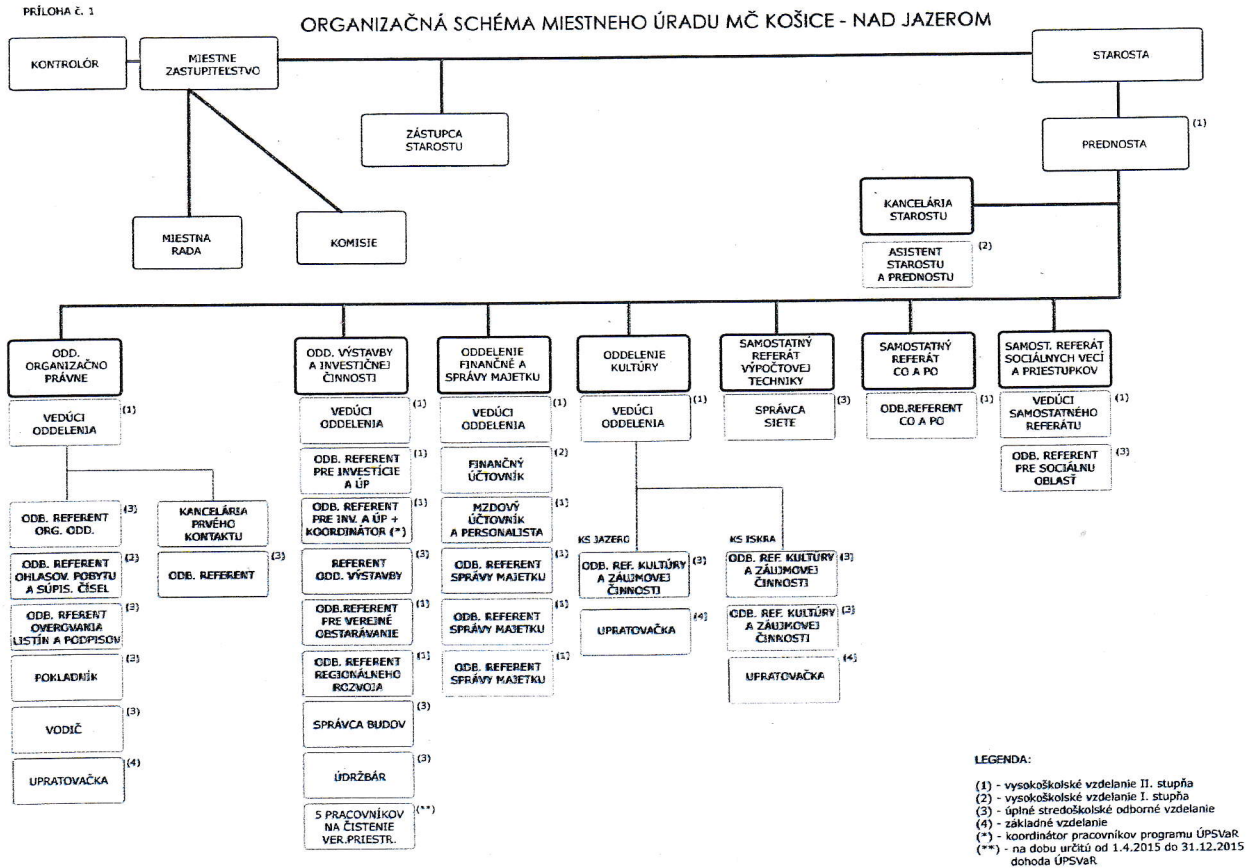 PRÍLOHA č. 1
ORGANIZAČNÁ SCHÉMA MIESTNEHO ÚRADU MČ KOŠICE - NAD JAZEROM
KONTROLÓR
MIESTNE
ZASTUPITEĽSTVO
STAROSTA
ZÁSTUPCA
STAROSTU
PREDNOSTA
(1)
KANCELÁRIA
STAROSTU
ASISTENT
STAROSTU
A PREDNOSTU
(2)
MIESTNA
RADA
KOMISIE
ODD.
ORGANIZAČNO
PRÁVNE
VEDÚCI
ODDELENIA
(1)
ODB. REFERENT
ORG. ODD.
(3)
ODB. REFERENT
OHLASOV. POBYTU
A SÚPIS. ČÍSEL
ODB. RFERENT
OVEROVANIA
LISTÍN A PODPISOV
POKLADNÍK
VODIČ
(3)
UPRATOVAČKA
(4)
KANCELÁRIA
PRVÉHO
KONTAKTU
ODB. REFERENT
(3)
ODD. VÝSTAVBY
A INVESTIČNEJ
ČINNOSTI
VEDÚCI
ODDELENIA
(1)
ODB. REFERENT
PRE INVESTÍCIE
A ÚP
(1)
ODB. REFERENT
PRE INV. A ÚP +
KOORDINÁTOR (*)
(1)
REFERENT
ODD. VÝSTAVBY
(3)
ODB.REFERENT
PRE VEREJNÉ
OBSTARÁVANIE
(1)
ODB. REFERENT
REGIONÁLNEHO
ROZVOJA
(1)
SPRÁVCA BUDOV
(3)
ÚDRŽBÁR
(3)
5 PRACOVNÍKOV
NA ČISTENIE
VER.PRIESTR.
(**)
ODDELENIE
FINANČNÉ A
SPRÁVY MAJETKU
VEDÚCI
ODDELENIA
(1)
FINANČNÝ
ÚČTOVNÍK
(2)
MZDOVÝ
ÚČTOVNÍK
A PERSONALISTA
(1)
ODB. REFERENT
SPRÁVY MAJETKU
(1)
ODB. REFERENT
SPRÁVY MAJETKU
(1)
ODB. REFERENT
SPRÁVY MAJETKU
(1)
ODDELENIE
KULTÚRY
VEDÚCI
ODDELENIA
(1)
KS JAZERO
ODB. REF. KULTÚRY
A ZÁUJMOVEJ
ČINNOSTI
(3)
UPRATOVAČKA
(4)
KS ISKRA
ODB. REF. KULTÚRY
A ZÁUJMOVEJ
ČINNOSTI
(3)
ODB. REF. KULTÚRY
A ZÁUJMOVEJ
ČINNOSTI
(3)
UPRATOVAČKA
(4)
SAMOSTATNÝ
REFERÁT
VÝPOČTOVEJ
TECHNIKY
SPRÁVCA
SIETE
(3)
SAMOSTATNÝ
REFERÁT
CO A PO
ODB.REFERENT
CO A PO
(1)
SAMOST. REFERÁT
SOCIÁLNYCH VECÍ
A PRIESTUPKOV
VEDÚCI
SAMOSTATNÉHO
REFERÁTU
(1)
ODB. REFERENT
PRE SOCIÁLNU
OBLASŤ
(3)
LEGENDA:
(1) - vysokoškolské vzdelanie II. stupňa
(2) - vysokoškolské vzdelanie I. stupňa
(3) - úplné stredoškolské odborné vzdelanie
(4) - základné vzdelanie
(*) - koordinátor pracovníkov programu ÚPSVaR
(**) - na dobu určitú od 1.4.2015 do 31.12.2015
dohoda ÚPSVaR